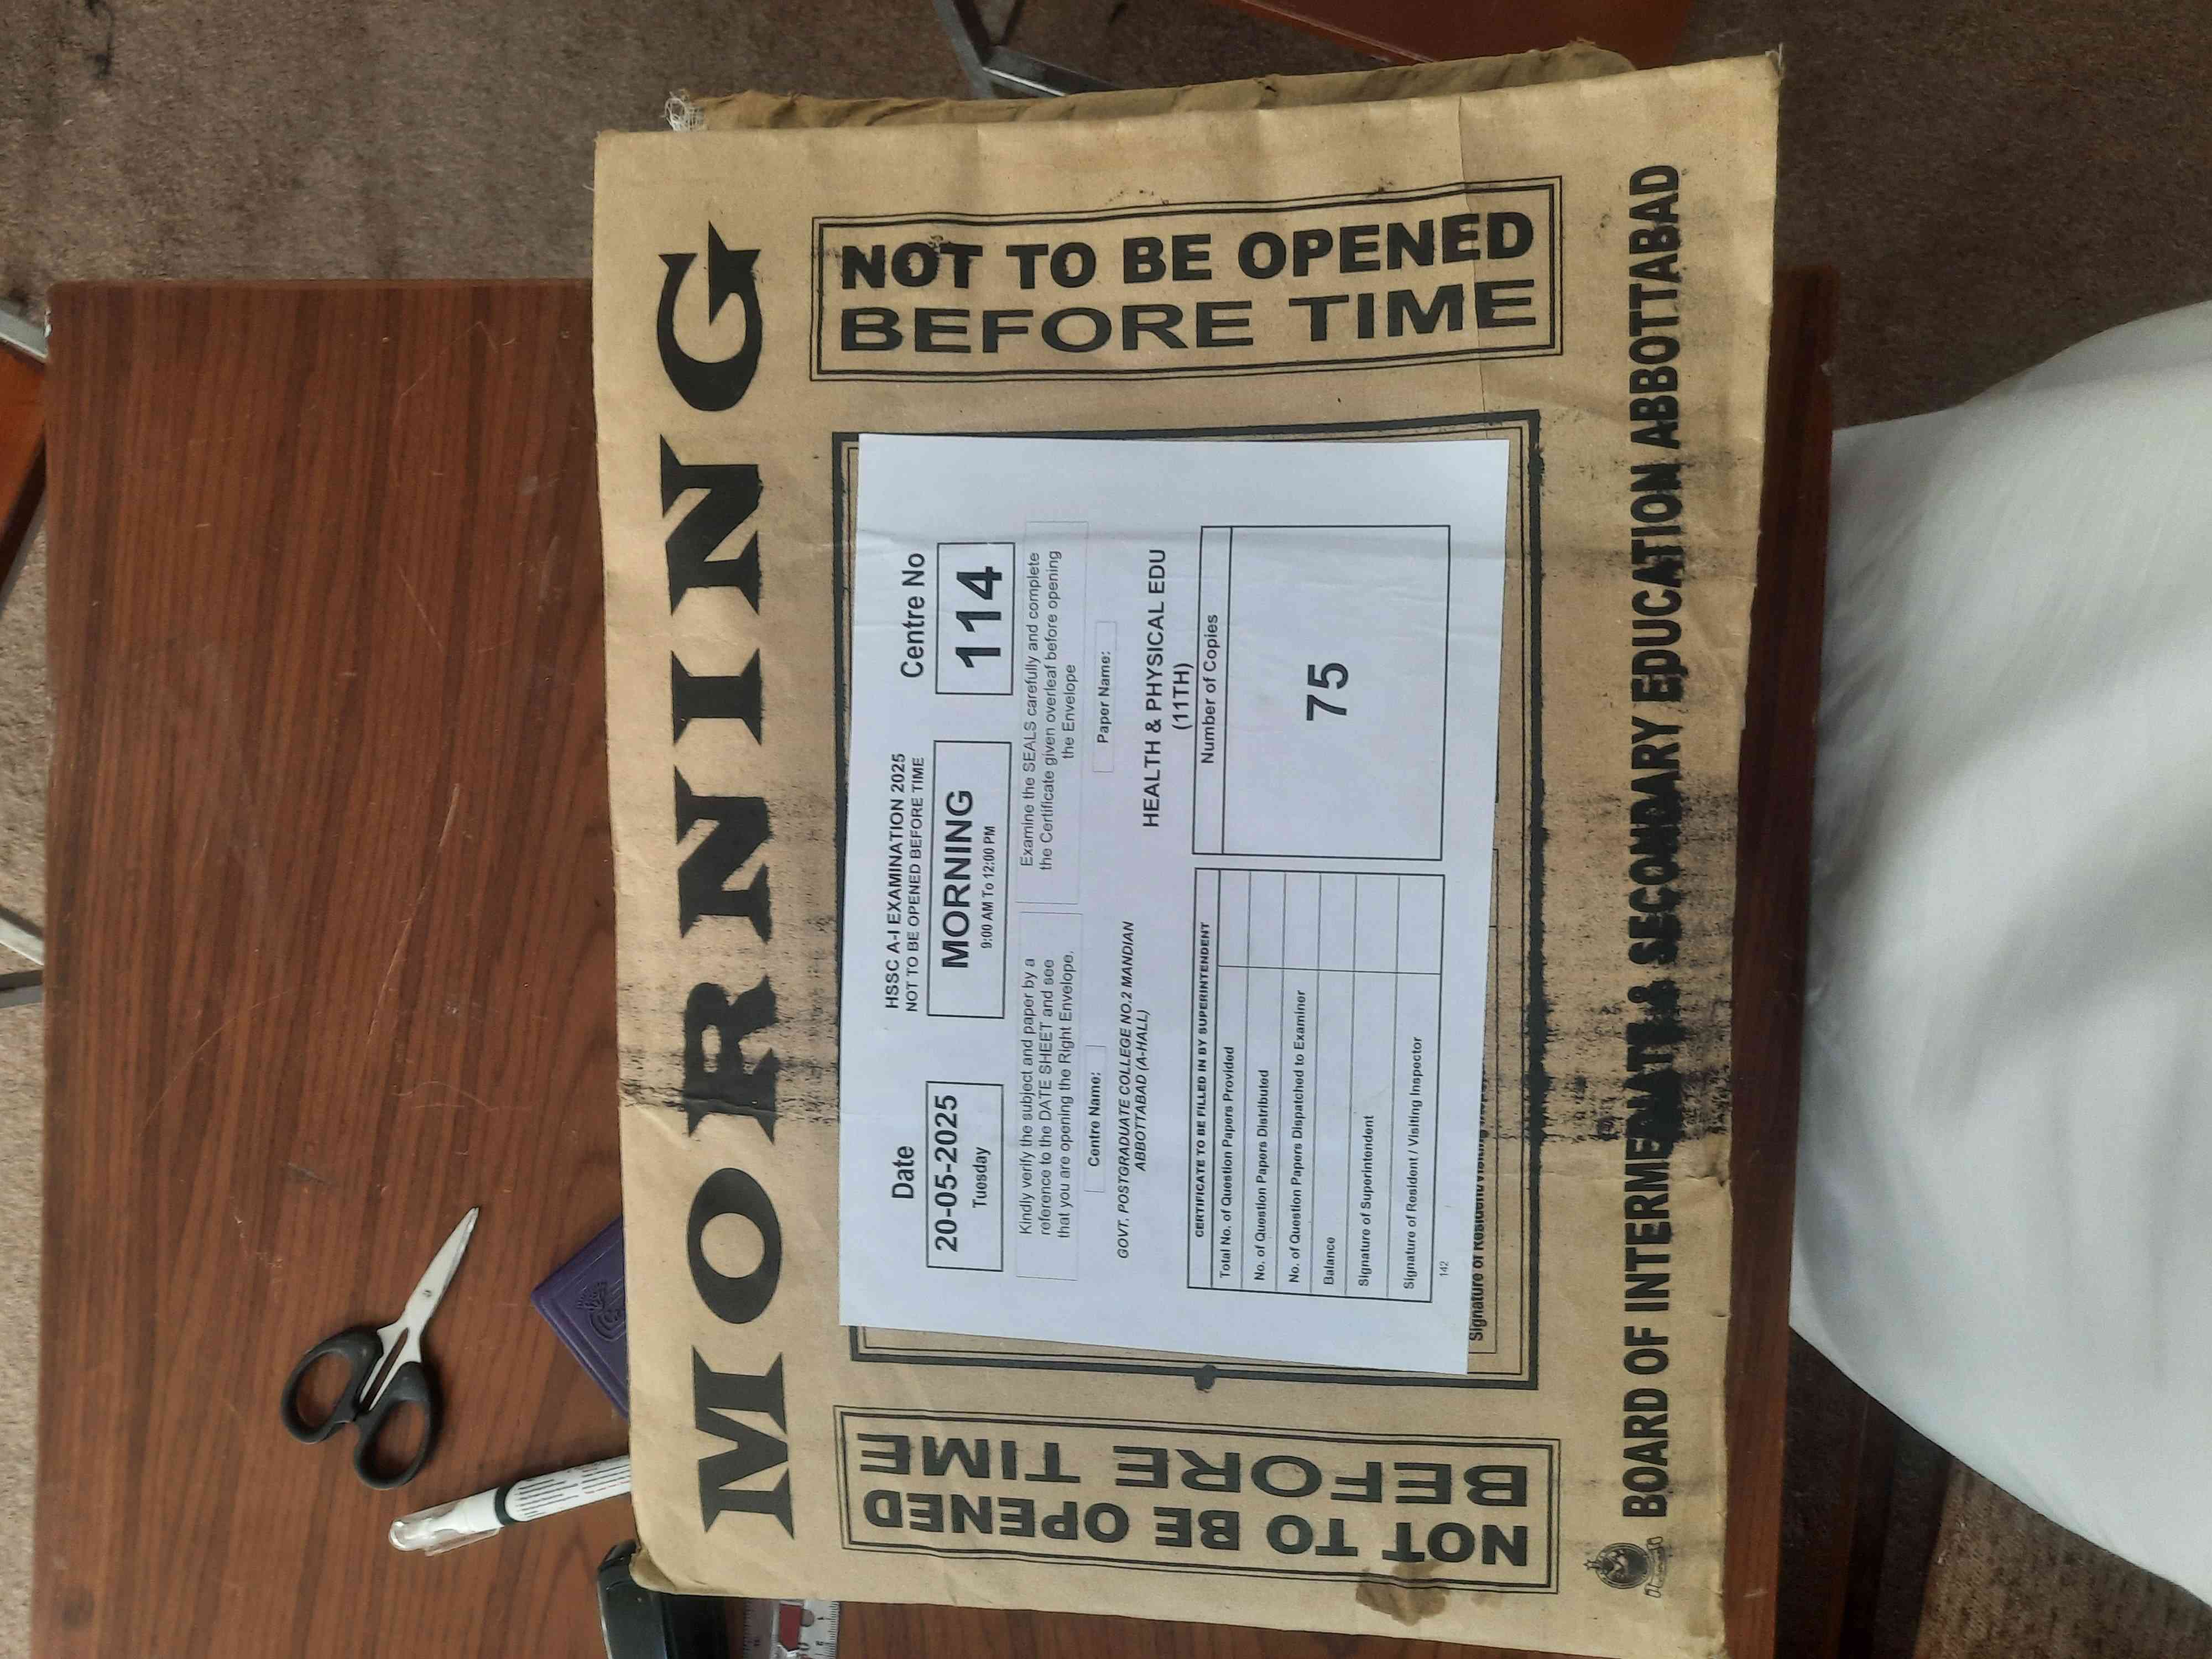 MORNING
NOT TO BE OPENED
BEFORE TIME
HSSC A-I EXAMINATION 2025
NOT TO BE OPENED BEFORE TIME
Date
20-05-2025
Tuesday
MORNING
9:00 AM To 12:00 PM
Centre No
114
Kindly verify the subject and paper by a
reference to the DATE SHEET and see
that you are opening the Right Envelope.
Examine the SEALS carefully and complete
the Certificate given overleaf before opening
the Envelope
Centre Name:
GOVT. POSTGRADUATE COLLEGE NO.2 MANDIAN
ABBOTTABAD (A-HALL)
Paper Name:
HEALTH & PHYSICAL EDU
(11TH)
CERTIFICATE TO BE FILLED IN BY SUPERINTENDENT
Total No. of Question Papers Provided
No. of Question Papers Distributed
No. of Question Papers Dispatched to Examiner
Balance
Signature of Superintendent
Signature of Resident / Visiting Inspector
142
Number of Copies
75
Signature of Resident/Visiting
NOT TO BE OPENED
BEFORE TIME
BOARD OF INTERMEDIATE & SECONDARY EDUCATION ABBOTTABAD